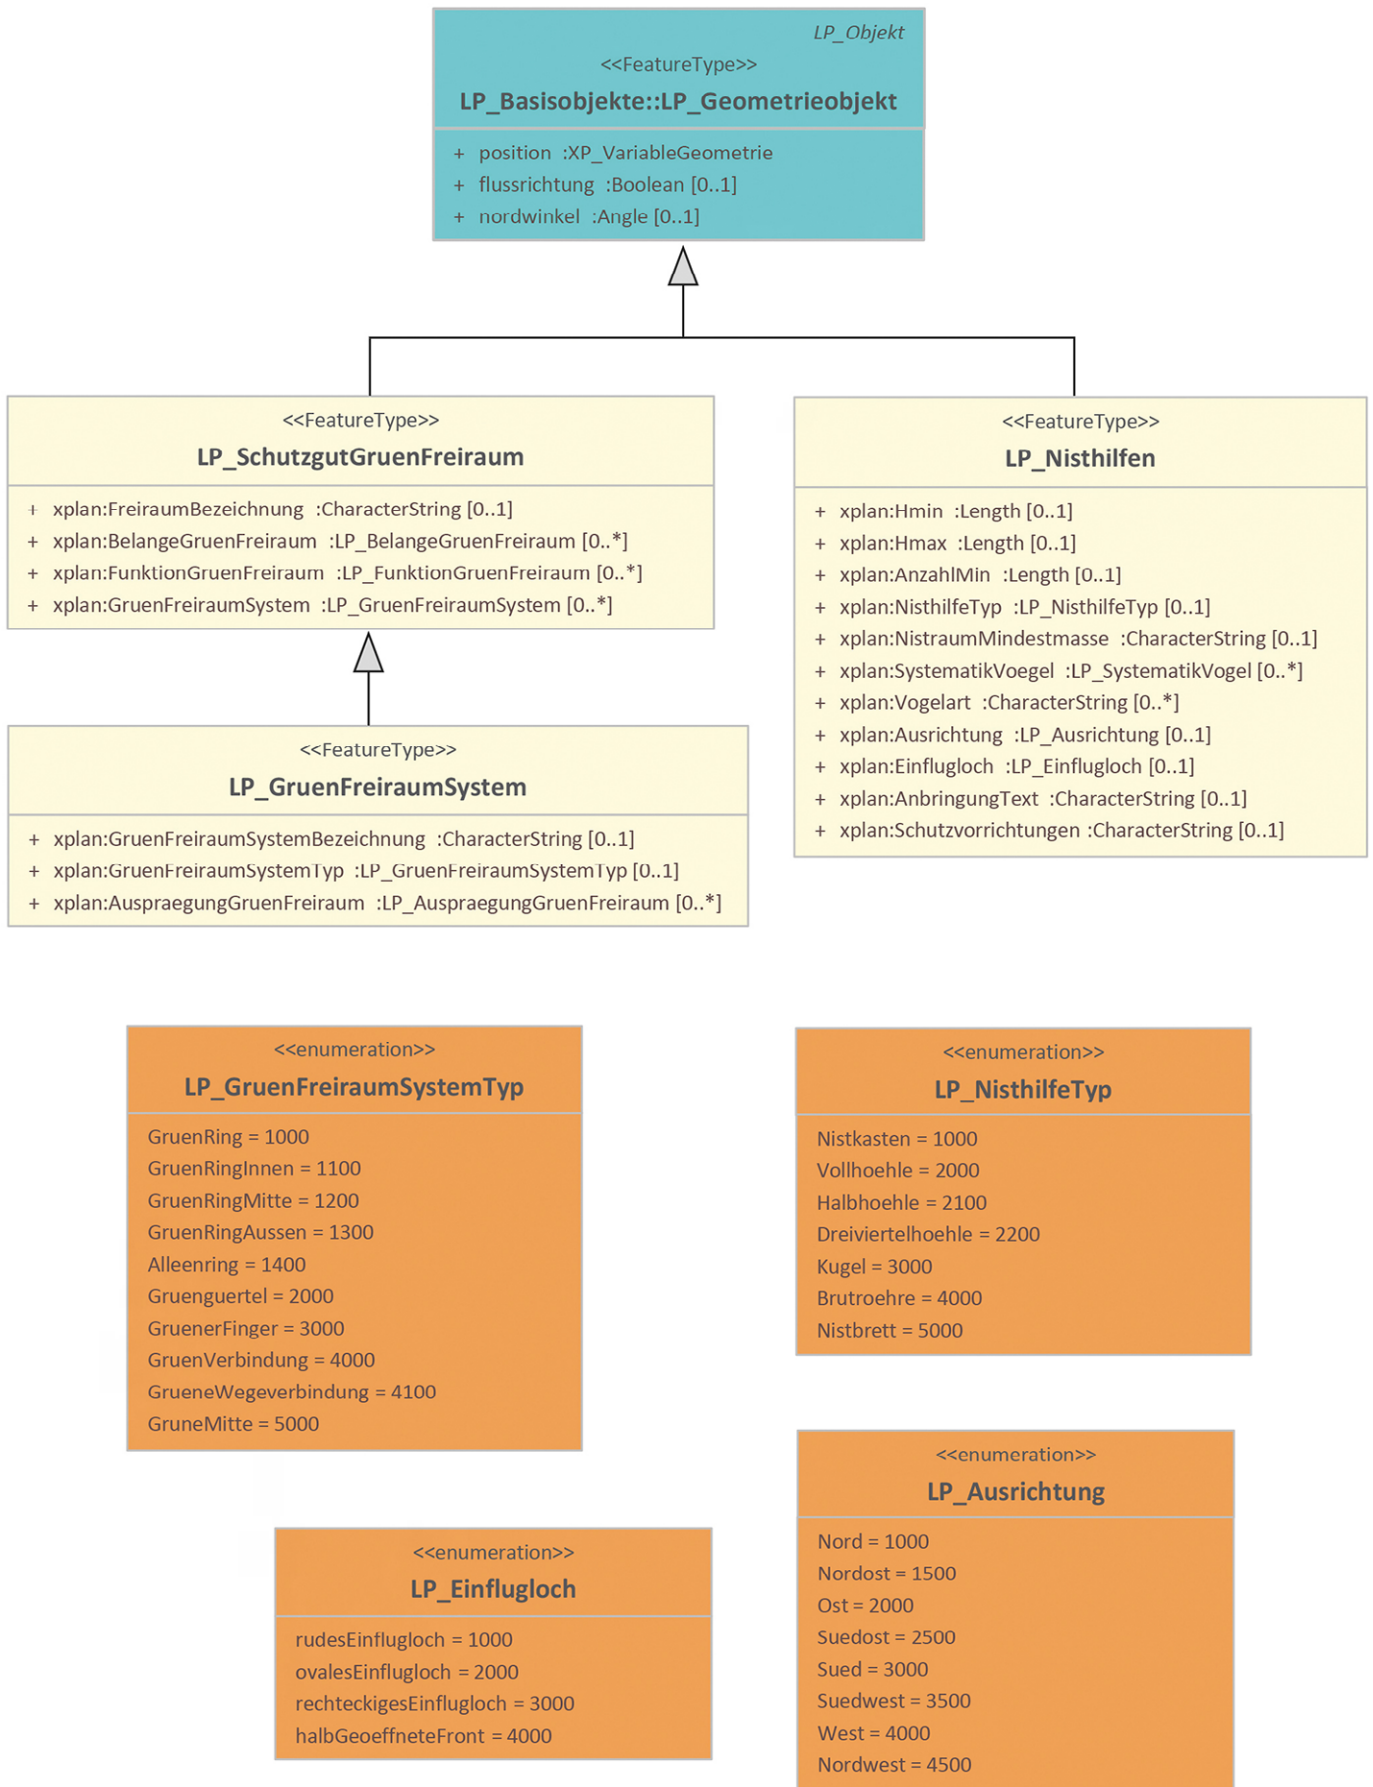 LP_Objekt
<<FeatureType>>
LP_Basisobjekte::LP_Geometrieobjekt
+ position :XP_VariableGeometrie
+ flussrichtung :Boolean [0..1]
+ nordwinkel :Angle [0..1]
<<FeatureType>>
LP_SchutzgutGruenFreiraum
+ xplan:FreiraumBezeichnung :CharacterString [0..1]
+ xplan:BelangeGruenFreiraum :LP_BelangeGruenFreiraum [0..*]
+ xplan:FunktionGruenFreiraum :LP_FunktionGruenFreiraum [0..*]
+ xplan:GruenFreiraumSystem :LP_GruenFreiraumSystem [0..*]
<<FeatureType>>
LP_Nisthilfen
+ xplan:Hmin :Length [0..1]
+ xplan:Hmax :Length [0..1]
+ xplan:AnzahlMin :Length [0..1]
+ xplan:NisthilfeTyp :LP_NisthilfeTyp [0..1]
+ xplan:NistraumMindestmasse :CharacterString [0..1]
+ xplan:SystematikVoegel :LP_SystematikVogel [0..*]
+ xplan:Vogelart :CharacterString [0..*]
+ xplan:Ausrichtung :LP_Ausrichtung [0..1]
+ xplan:Einflugloch :LP_Einflugloch [0..1]
+ xplan:AnbringungText :CharacterString [0..1]
+ xplan:Schutzvorrichtungen :CharacterString [0..1]
<<FeatureType>>
LP_GruenFreiraumSystem
+ xplan:GruenFreiraumSystemBezeichnung :CharacterString [0..1]
+ xplan:GruenFreiraumSystemTyp :LP_GruenFreiraumSystemTyp [0..1]
+ xplan:AuspraegungGruenFreiraum :LP_AuspraegungGruenFreiraum [0..*]
<<enumeration>>
LP_GruenFreiraumSystemTyp
GruenRing = 1000
GruenRingInnen = 1100
GruenRingMitte = 1200
GruenRingAussen = 1300
Alleenring = 1400
Gruenguertel = 2000
GruenerFinger = 3000
GruenVerbindung = 4000
GrueneWegeverbindung = 4100
GruneMitte = 5000
<<enumeration>>
LP_NisthilfeTyp
Nistkasten = 1000
Vollhoehle = 2000
Halbhoehle = 2100
Dreiviertelhoehle = 2200
Kugel = 3000
Brutroehre = 4000
Nistbrett = 5000
<<enumeration>>
LP_Einflugloch
rudesEinflugloch = 1000
ovalesEinflugloch = 2000
rechteckigesEinflugloch = 3000
halbGeoeffneteFront = 4000
<<enumeration>>
LP_Ausrichtung
Nord = 1000
Nordost = 1500
Ost = 2000
Suedost = 2500
Sued = 3000
Suedwest = 3500
West = 4000
Nordwest = 4500